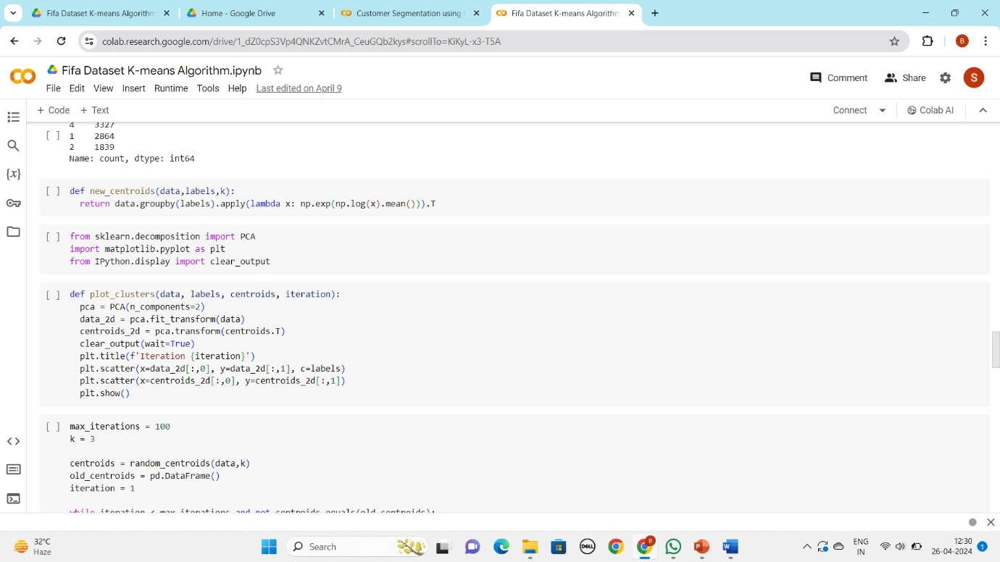 Fifa Dataset K-means Algorithm
Home - Google Drive
Customer Segmentation using
Fifa Dataset K-means Algorithm
colab.research.google.com/drive/1_dZ0cpS3Vp4QNKZvtCMrA_CeuGQb2kys#scrollTo=KiKyL-x3-T5A
B
CO Fifa Dataset K-means Algorithm.ipynb
File Edit View Insert Runtime Tools Help Last edited on April 9
Comment Share S
+ Code + Text
Connect Colab AI
4 3327
[ ] 1 2864
2 1839
Name: count, dtype: int64
[ ] def new_centroids(data,labels,k):
return data.groupby(labels).apply(lambda x: np.exp(np.log(x).mean())).T
[ ] from sklearn.decomposition import PCA
import matplotlib.pyplot as plt
from IPython.display import clear_output
[ ] def plot_clusters(data, labels, centroids, iteration):
pca = PCA(n_components=2)
data_2d = pca.fit_transform(data)
centroids_2d = pca.transform(centroids.T)
clear_output(wait=True)
plt.title(f'Iteration {iteration}')
plt.scatter(x=data_2d[:,0], y=data_2d[:,1], c=labels)
plt.scatter(x=centroids_2d[:,0], y=centroids_2d[:,1])
plt.show()
[ ] max_iterations = 100
k = 3
centroids = random_centroids(data,k)
old_centroids = pd.DataFrame()
iteration = 1
while iteration < max_iterations and not centroids.equals(old_centroids):
{x}
32°C
Haze
Search
DELL
B
ENG
IN
12:30
26-04-2024
1